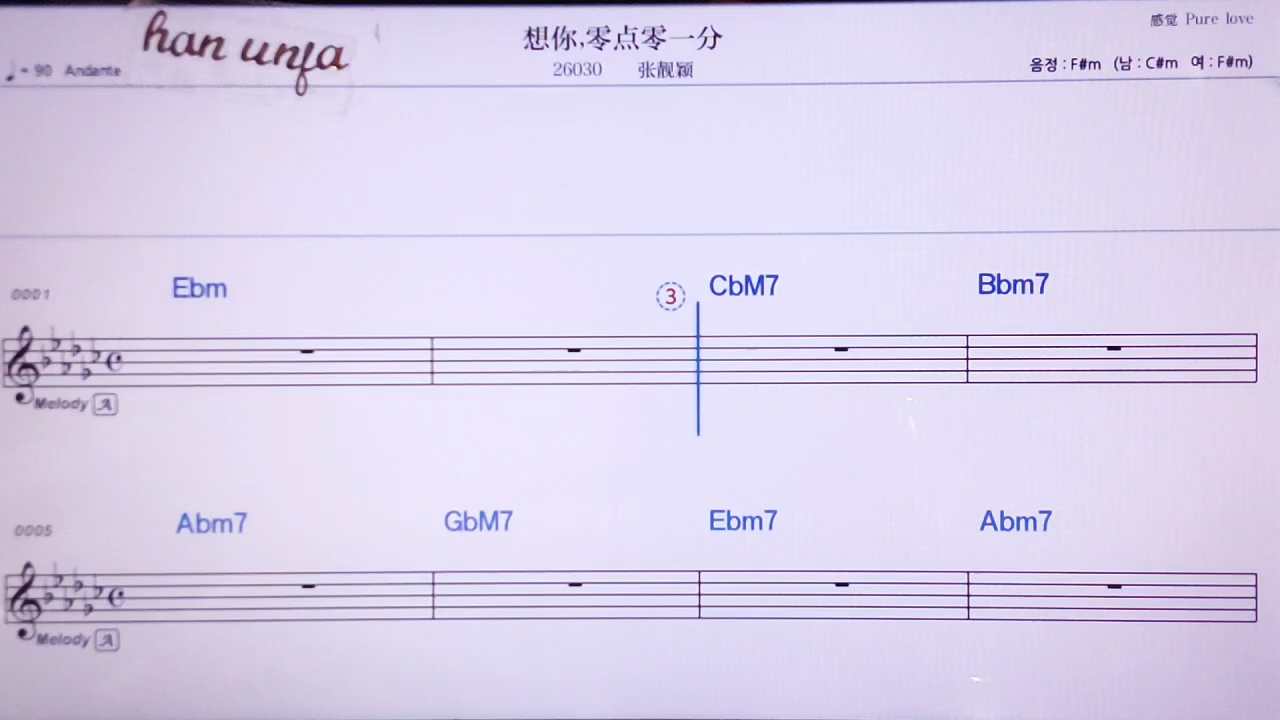 han unfa
感觉 Pure love
想你,零点零一分
♩= 90 Andante
26030 张靓颖
음정 : F#m (남 : C#m 여 : F#m)
0001
Ebm
③
CbM7
Bbm7
Melody A
0005
Abm7
GbM7
Ebm7
Abm7
Melody A